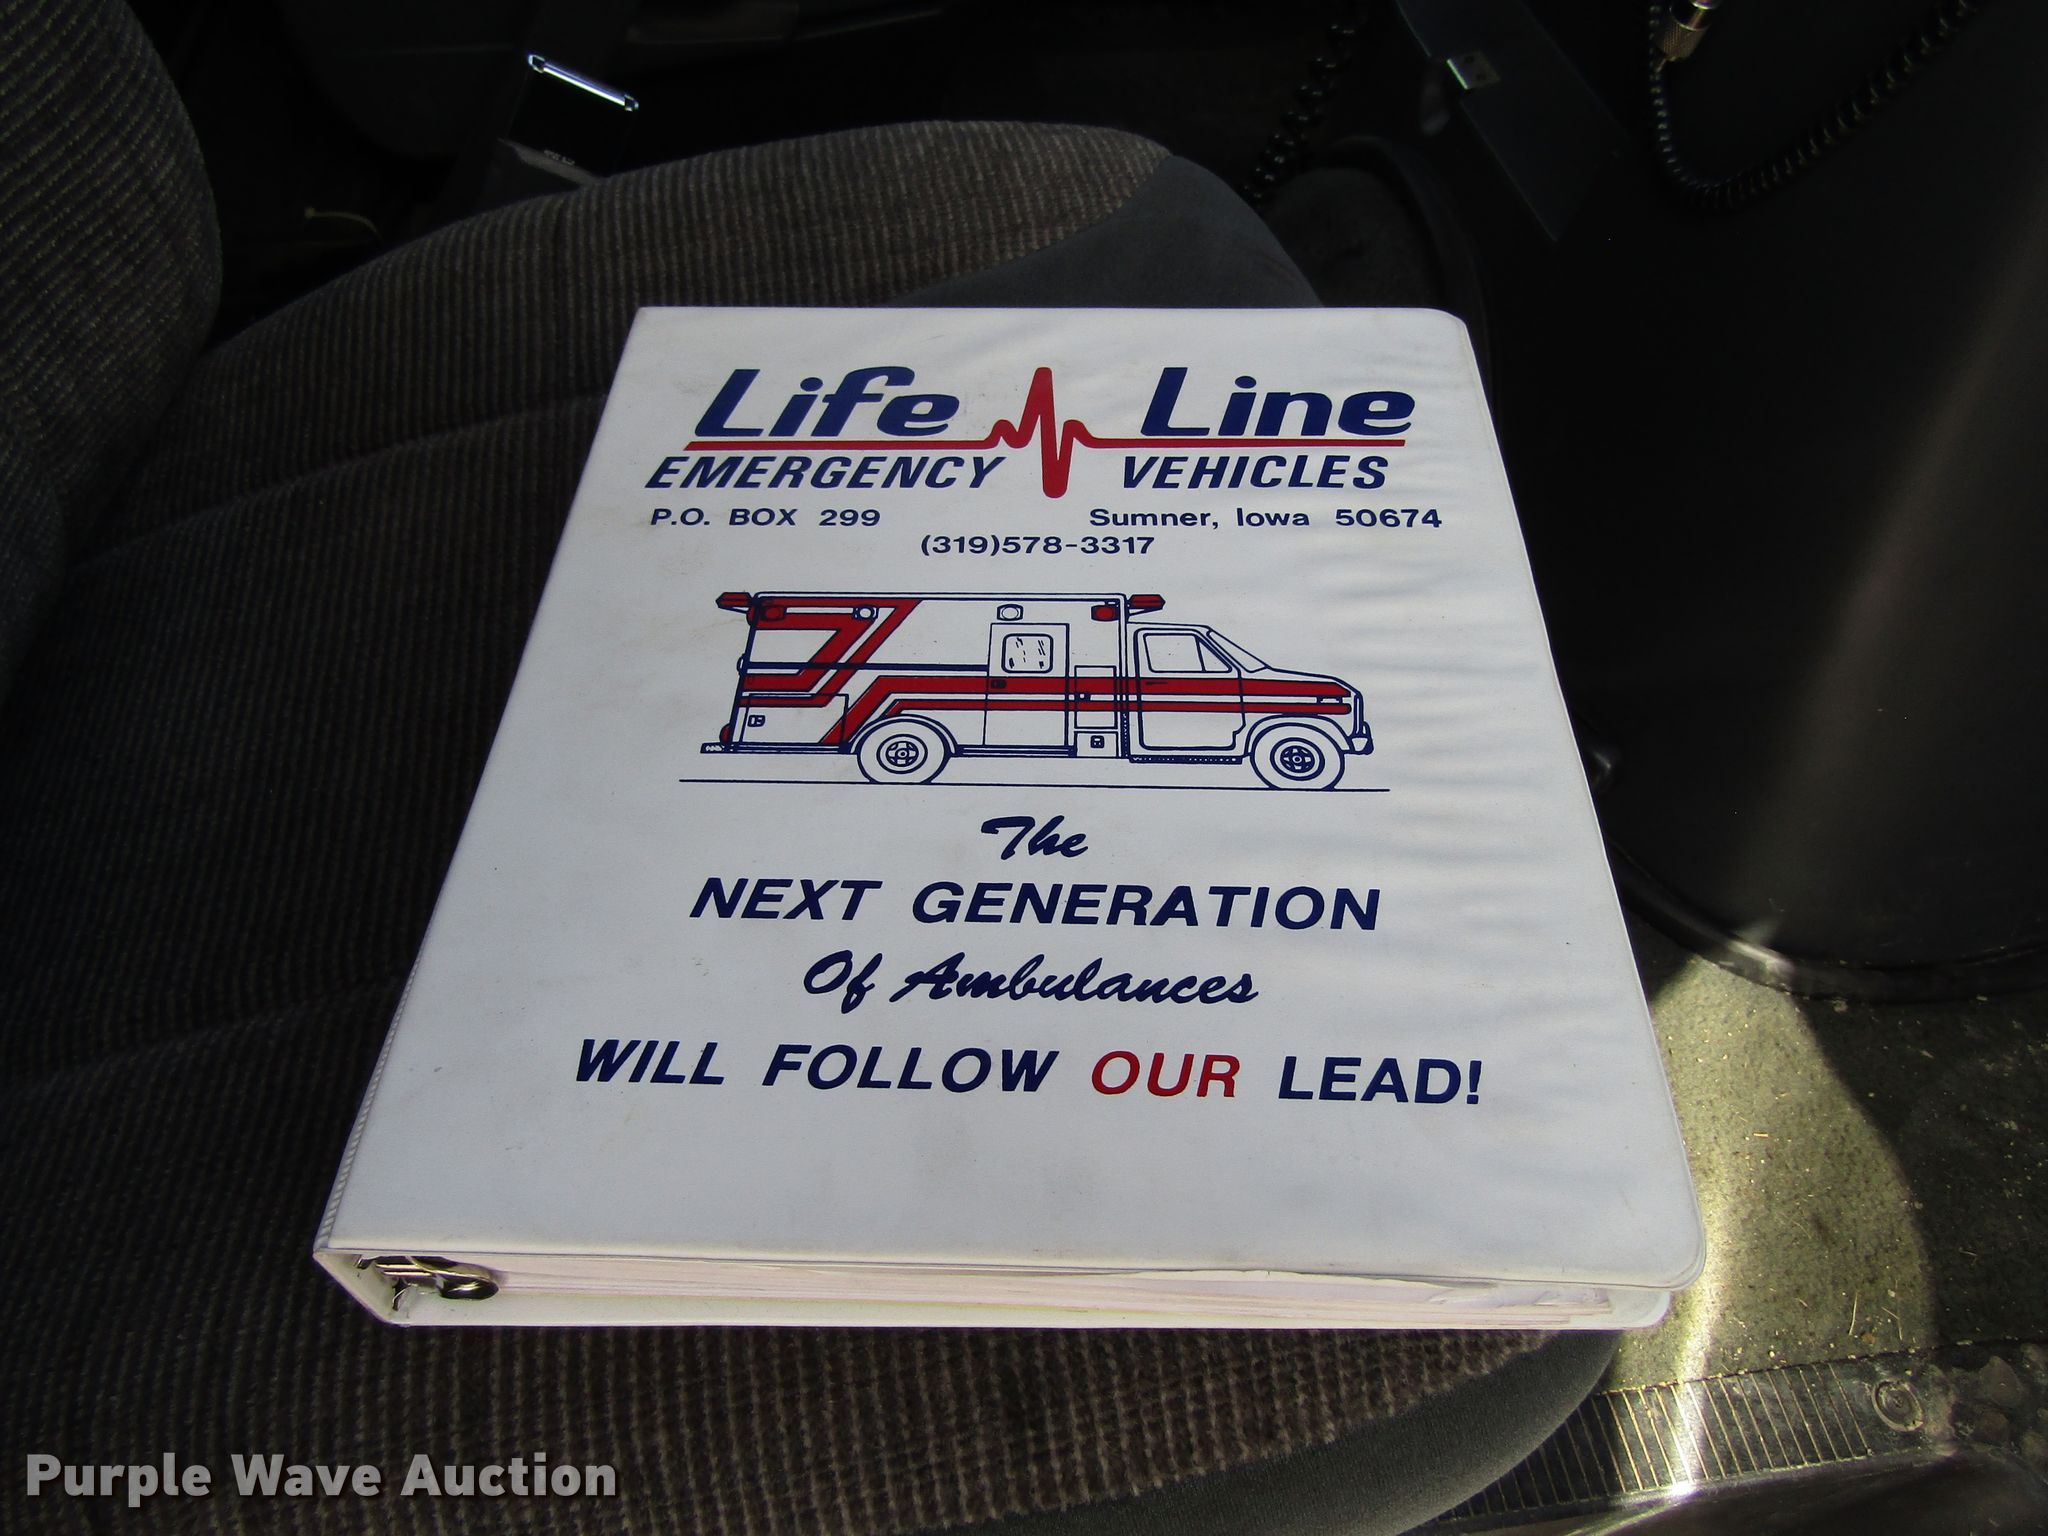 Life Line
EMERGENCY VEHICLES
P.O. BOX 299 Sumner, Iowa 50674
(319)578-3317
The
NEXT GENERATION
Of Ambulances
WILL FOLLOW OUR LEAD!
Purple Wave Auction